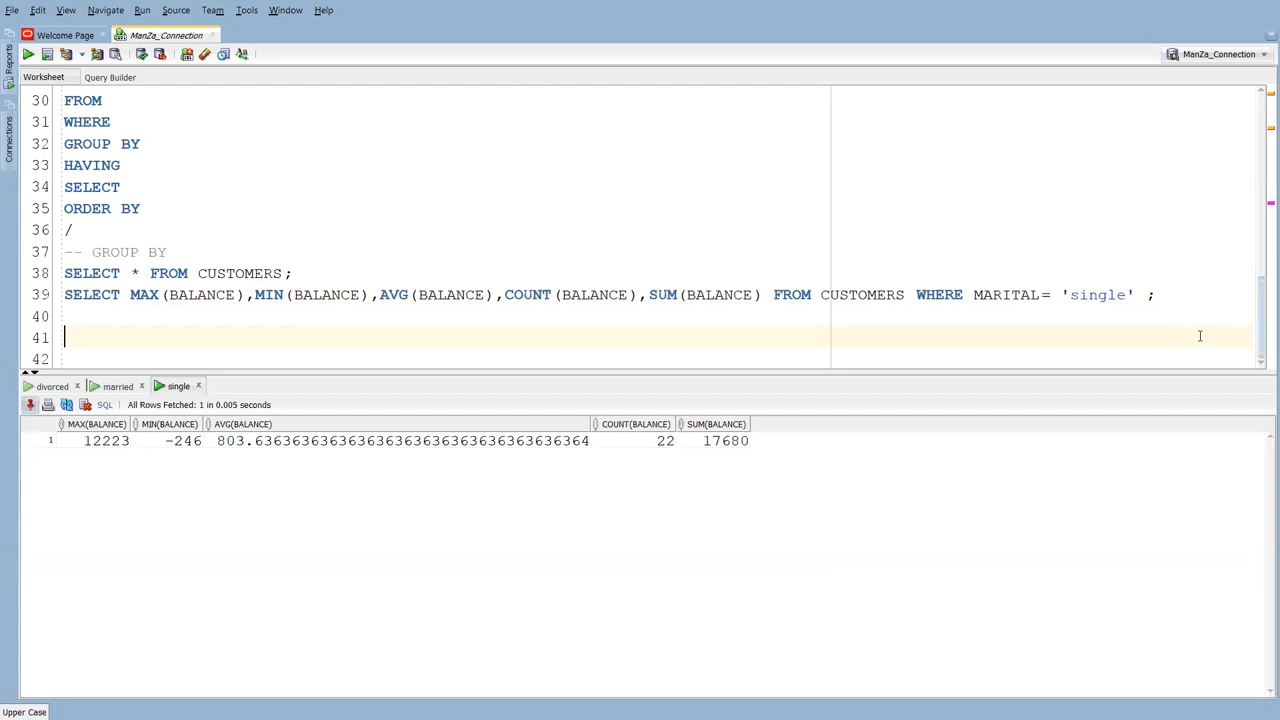 File Edit View Navigate Run Source Team Tools Window Help
Welcome Page ManZa_Connection
ManZa_Connection
Reports
Connections
Worksheet Query Builder
30 FROM
31 WHERE
32 GROUP BY
33 HAVING
34 SELECT
35 ORDER BY
36 /
37 -- GROUP BY
38 SELECT * FROM CUSTOMERS;
39 SELECT MAX(BALANCE),MIN(BALANCE),AVG(BALANCE),COUNT(BALANCE),SUM(BALANCE) FROM CUSTOMERS WHERE MARITAL= 'single' ;
40
41
42
divorced married single
SQL All Rows Fetched: 1 in 0.005 seconds
MAX(BALANCE) MIN(BALANCE) AVG(BALANCE) COUNT(BALANCE) SUM(BALANCE)
1 12223 -246 803.636363636363636363636363636363636364 22 17680
Upper Case